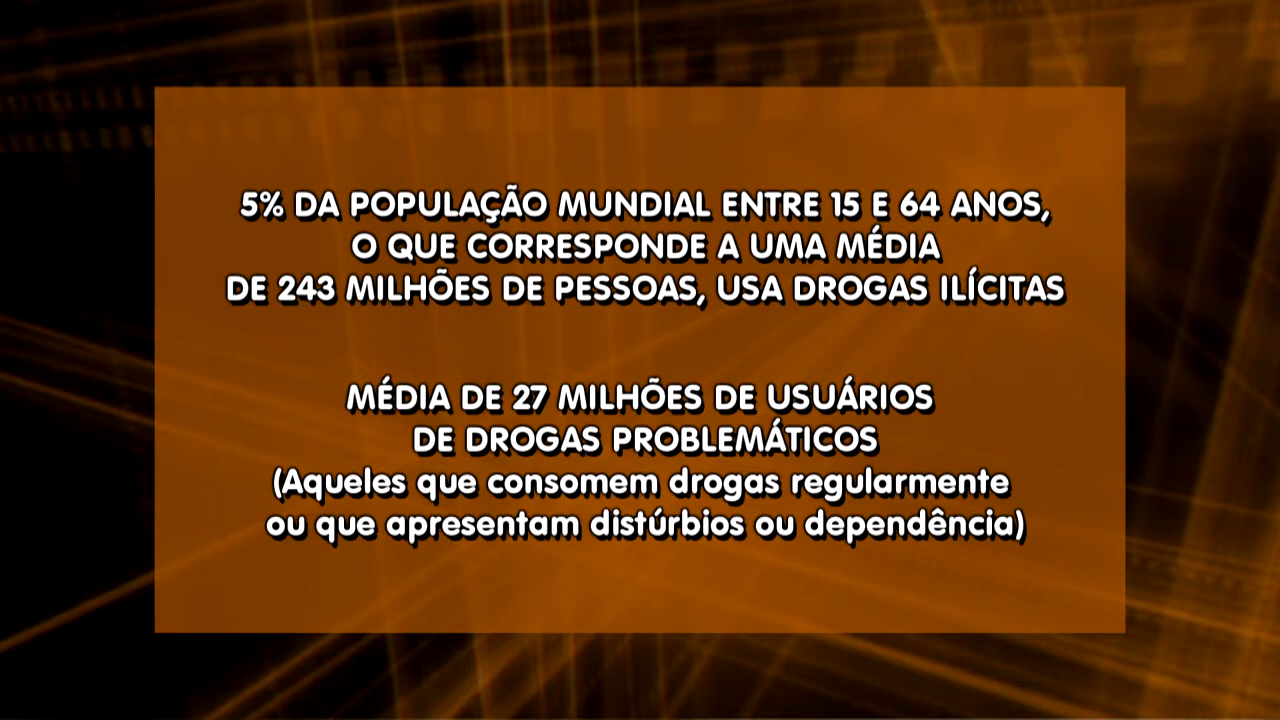 5% DA POPULAÇÃO MUNDIAL ENTRE 15 E 64 ANOS,
O QUE CORRESPONDE A UMA MÉDIA
DE 243 MILHÕES DE PESSOAS, USA DROGAS ILÍCITAS
MÉDIA DE 27 MILHÕES DE USUÁRIOS
DE DROGAS PROBLEMÁTICOS
(Aqueles que consomem drogas regularmente
ou que apresentam distúrbios ou dependência)